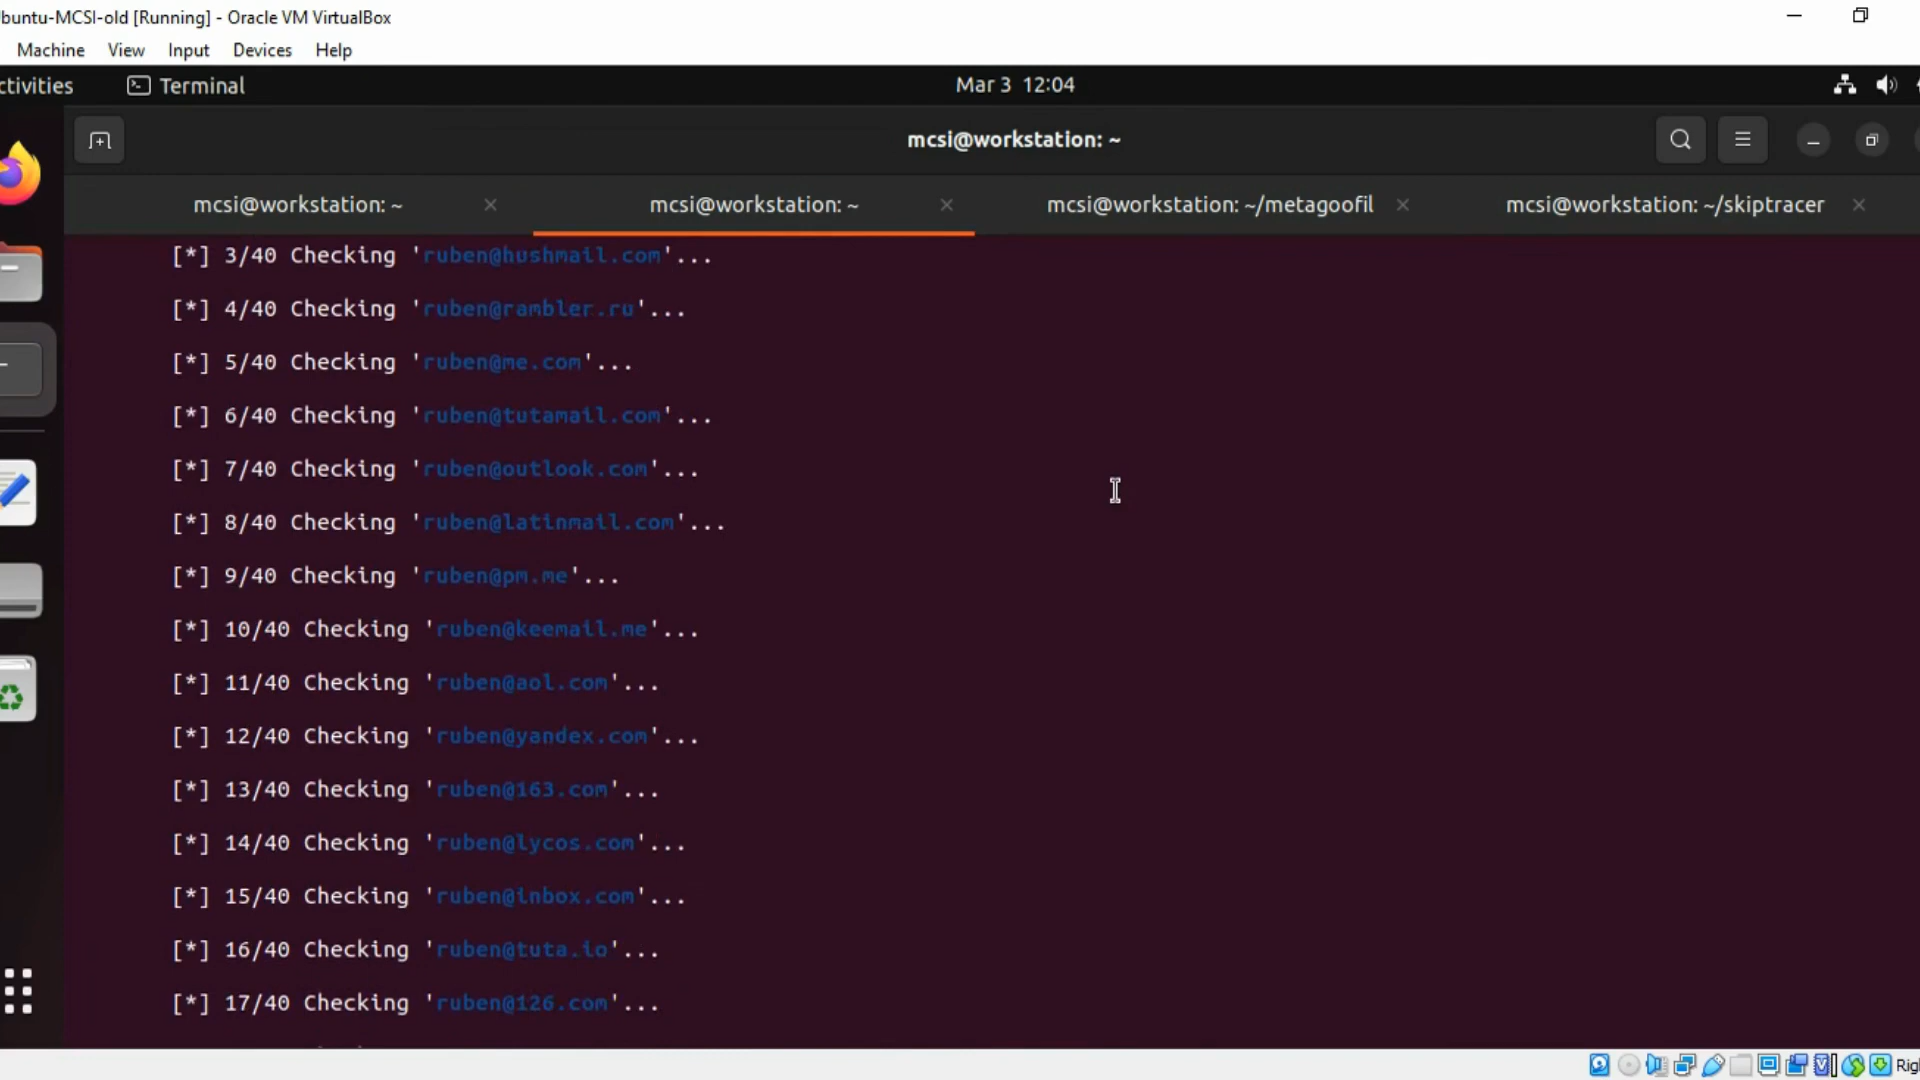 buntu-MCSI-old [Running] - Oracle VM VirtualBox
Machine View Input Devices Help
ctivities Terminal Mar 3 12:04
mcsi@workstation: ~
mcsi@workstation: ~ mcsi@workstation: ~ mcsi@workstation: ~/metagoofil mcsi@workstation: ~/skiptracer
[*] 3/40 Checking 'ruben@hushmail.com'...
[*] 4/40 Checking 'ruben@rambler.ru'...
[*] 5/40 Checking 'ruben@me.com'...
[*] 6/40 Checking 'ruben@tutamail.com'...
[*] 7/40 Checking 'ruben@outlook.com'...
[*] 8/40 Checking 'ruben@latinmail.com'...
[*] 9/40 Checking 'ruben@pm.me'...
[*] 10/40 Checking 'ruben@keemail.me'...
[*] 11/40 Checking 'ruben@aol.com'...
[*] 12/40 Checking 'ruben@yandex.com'...
[*] 13/40 Checking 'ruben@163.com'...
[*] 14/40 Checking 'ruben@lycos.com'...
[*] 15/40 Checking 'ruben@inbox.com'...
[*] 16/40 Checking 'ruben@tuta.io'...
[*] 17/40 Checking 'ruben@126.com'...
Rig